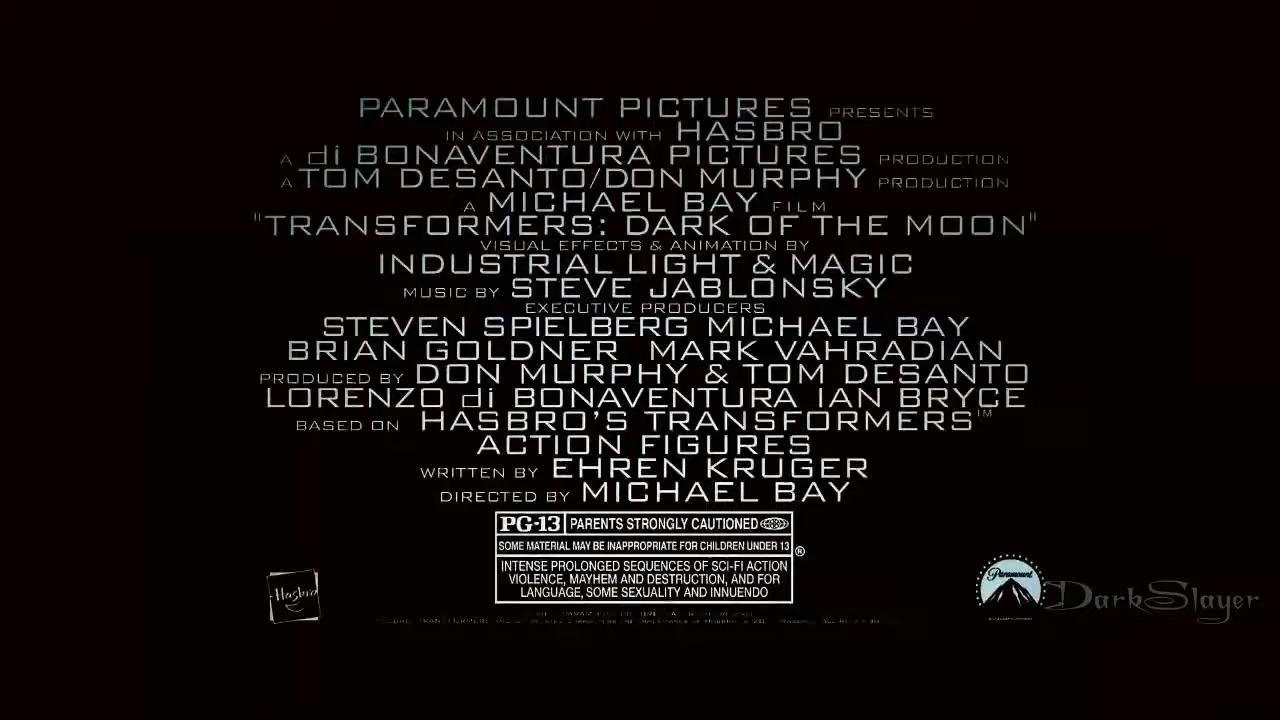 PARAMOUNT PICTURES PRESENTS
IN ASSOCIATION WITH HASBRO
A di BONAVENTURA PICTURES PRODUCTION
A TOM DESANTO/DON MURPHY PRODUCTION
A MICHAEL BAY FILM
"TRANSFORMERS: DARK OF THE MOON"
VISUAL EFFECTS & ANIMATION BY
INDUSTRIAL LIGHT & MAGIC
MUSIC BY STEVE JABLONSKY
EXECUTIVE PRODUCERS
STEVEN SPIELBERG MICHAEL BAY
BRIAN GOLDNER MARK VAHRADIAN
PRODUCED BY DON MURPHY & TOM DESANTO
LORENZO di BONAVENTURA IAN BRYCE
BASED ON HASBRO'S TRANSFORMERS™
ACTION FIGURES
WRITTEN BY EHREN KRUGER
DIRECTED BY MICHAEL BAY
PG-13 PARENTS STRONGLY CAUTIONED
SOME MATERIAL MAY BE INAPPROPRIATE FOR CHILDREN UNDER 13 ®
INTENSE PROLONGED SEQUENCES OF SCI-FI ACTION
VIOLENCE, MAYHEM AND DESTRUCTION, AND FOR
LANGUAGE, SOME SEXUALITY AND INNUENDO
Hasbro
Paramount
DarkSlayer